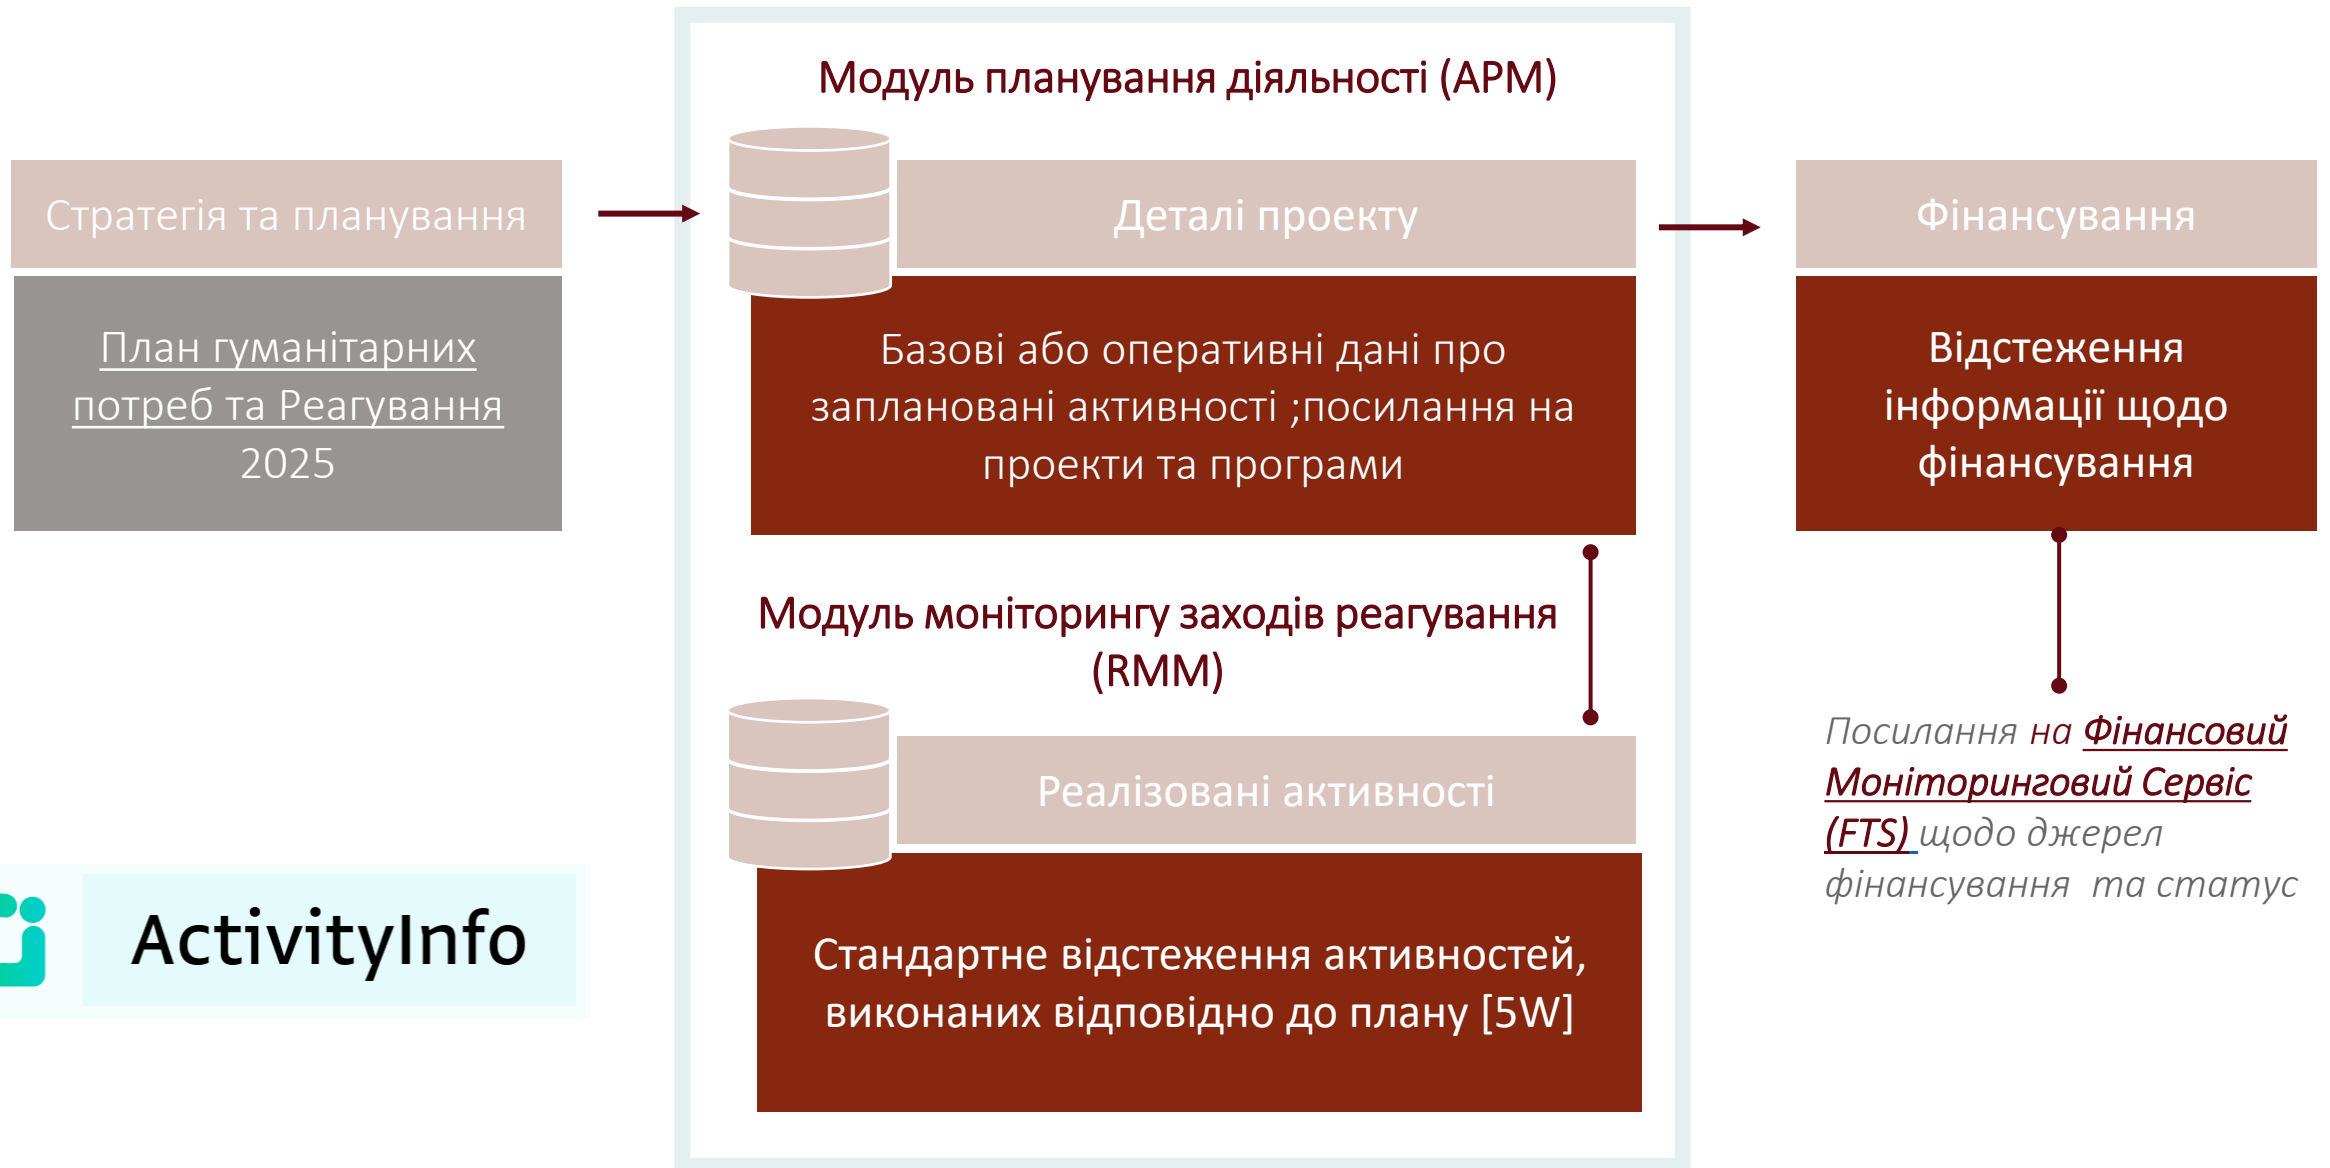 Модуль планування діяльності (APM)
Стратегія та планування
План гуманітарних
потреб та Реагування
2025
Деталі проекту
Базові або оперативні дані про
заплановані активності ;посилання на
проекти та програми
Фінансування
Відстеження
інформації щодо
фінансування
Модуль моніторингу заходів реагування
(RMM)
Реалізовані активності
Стандартне відстеження активностей,
виконаних відповідно до плану [5W]
Посилання на Фінансовий
Моніторинговий Сервіс
(FTS) щодо джерел
фінансування та статус
ActivityInfo